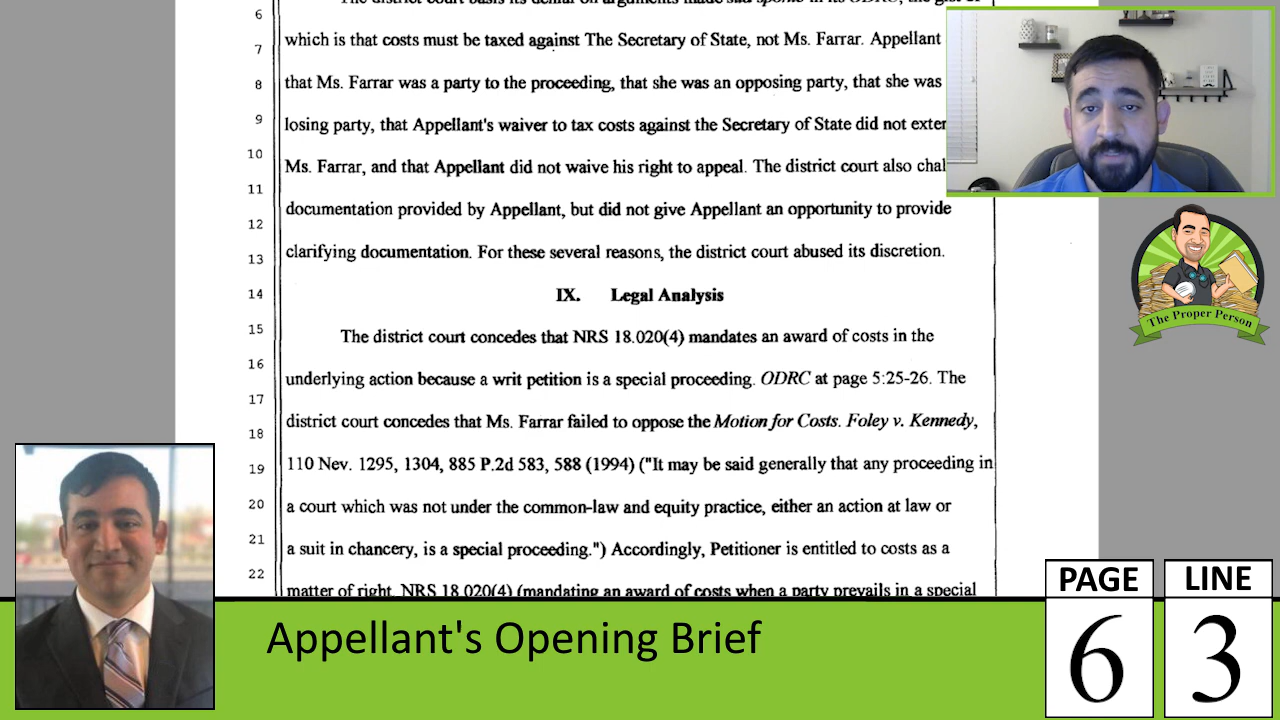 6
7 which is that costs must be taxed against The Secretary of State, not Ms. Farrar. Appellant
8 that Ms. Farrar was a party to the proceeding, that she was an opposing party, that she was
9 losing party, that Appellant's waiver to tax costs against the Secretary of State did not exten
10 Ms. Farrar, and that Appellant did not waive his right to appeal. The district court also chal
11 documentation provided by Appellant, but did not give Appellant an opportunity to provide
12
13 clarifying documentation. For these several reasons, the district court abused its discretion.
14 IX. Legal Analysis
15 The district court concedes that NRS 18.020(4) mandates an award of costs in the
16 underlying action because a writ petition is a special proceeding. ODRC at page 5:25-26. The
17
18 district court concedes that Ms. Farrar failed to oppose the Motion for Costs. Foley v. Kennedy,
19 110 Nev. 1295, 1304, 885 P.2d 583, 588 (1994) ("It may be said generally that any proceeding in
20 a court which was not under the common-law and equity practice, either an action at law or
21 a suit in chancery, is a special proceeding.") Accordingly, Petitioner is entitled to costs as a
22 matter of right. NRS 18.020(4) (mandating an award of costs when a party prevails in a special
The Proper Person
Appellant's Opening Brief
PAGE
6
LINE
3